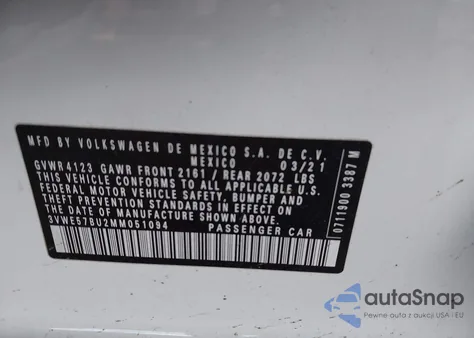 MFD BY VOLKSWAGEN DE MEXICO S.A. DE C.V.
MEXICO 03/21
GVWR 4123 GAWR FRONT 2161 / REAR 2072 LBS
THIS VEHICLE CONFORMS TO ALL APPLICABLE
FEDERAL MOTOR VEHICLE SAFETY, BUMPER AND
THEFT PREVENTION STANDARDS IN EFFECT ON
THE DATE OF MANUFACTURE SHOWN ABOVE.
3VWE57BU2MM051094 PASSENGER CAR
0711900 3387 M
autoSnap
Pewne auta z aukcji USA i EU